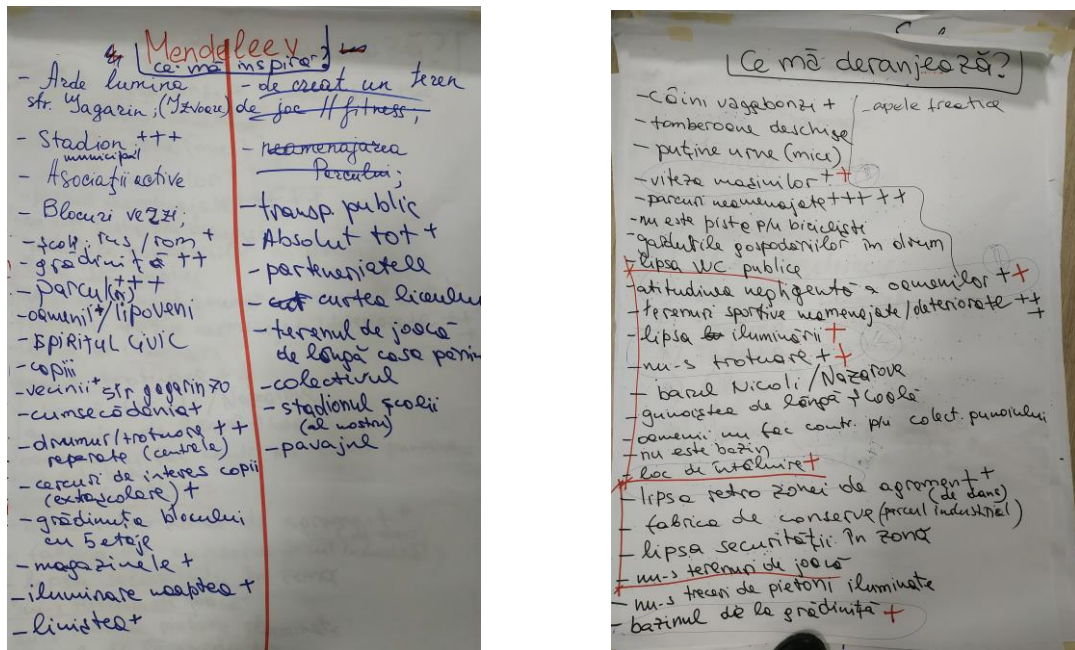 Mendeleev
ce mă inspiră?
- Arde lumina
str. Gagarin, (Izvoare)
- Stadion +++
municipal
- Asociații active
- Blocuri verzi;
- școli rus/rom +
- grădiniță ++
- parcul(ri) +++
- oamenii +/lipoveni
- SPIRITUL CIVIC
- copiii
- vecinii + str gagarin 20
- cumsecădenia +
- drumuri/trotuare ++
reparate (centrale)
- cercuri de interes copii
(extrașcolare) +
- grădinuța blocului
cu 5 etaje
- magazinele +
- iluminare noaptea +
- liniștea +
- de creat un teren
de joc // fitness;
- neamenajarea
Parcului;
- transp. public
- Absolut tot +
- parteneriatele
- curtea liceului
- terenul de joacă
de lîngă casa părin
- colectivul
- stadionul școlii
(al nostru)
- pavajul
Ce mă deranjează?
- Câini vagabonzi +
- tomberoane deschise
- puține urne (mici)
- viteza mașinilor + +
- parcuri neamenajate +++ ++
- nu este piste p/u bicicliști
- gardurile gospodăriilor în drum
- lipsa WC publice
- atitudinea neglijentă a oamenilor + +
- terenuri sportive neamenajate/deteriorate ++ +
- lipsa iluminării +
- nu-s trotuare + +
- barul Nicoli/Nazarova
- gunoiștea de lângă școală
- oamenii nu fac contr. p/u colect. gunoiului
- nu este bazin
- loc de întâlnire +
- lipsa retro zonei de agrement +
(de dans)
- fabrica de conserve (parcul industrial)
- lipsa securității în zonă
- nu-s terenuri de joacă
- nu-s treceri de pietoni iluminate
- bazinul de la grădiniță +
- apele freatice